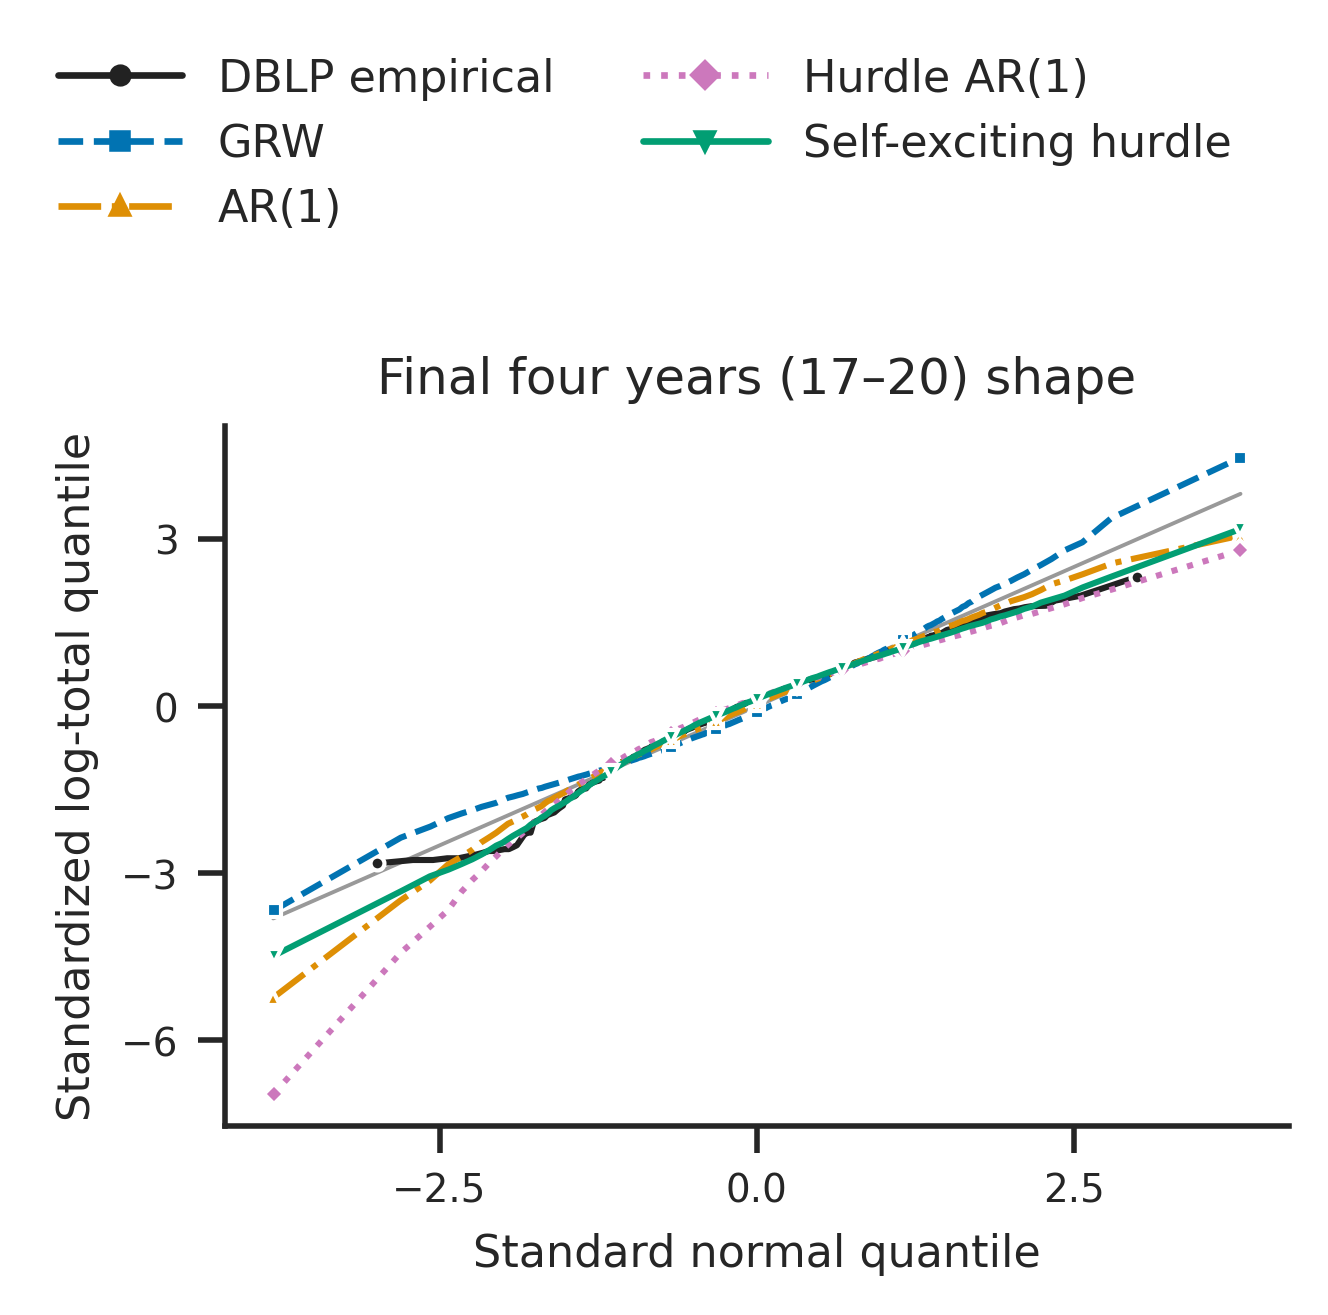 DBLP empirical
GRW
AR(1)
Hurdle AR(1)
Self-exciting hurdle
Final four years (17–20) shape
Standardized log-total quantile
3
0
−3
−6
−2.5
0.0
2.5
Standard normal quantile